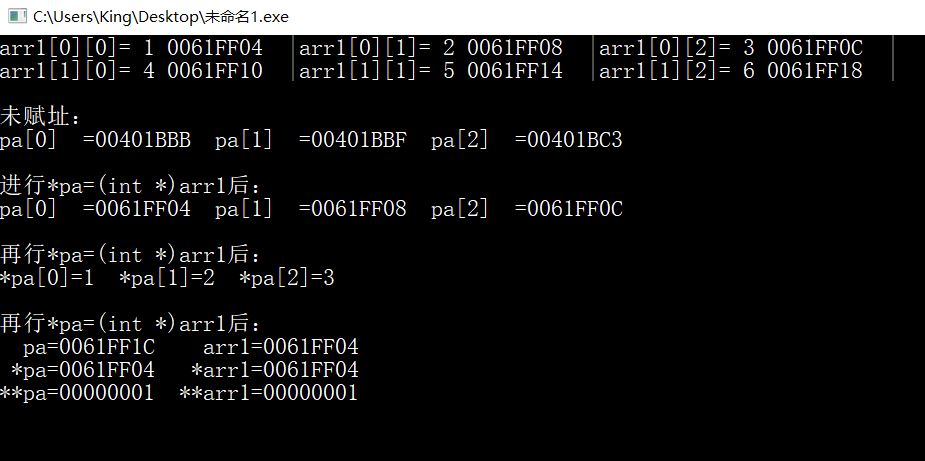 C:\Users\King\Desktop\未命名1.exe
arr1[0][0]= 1 0061FF04 |arr1[0][1]= 2 0061FF08 |arr1[0][2]= 3 0061FF0C |
arr1[1][0]= 4 0061FF10 |arr1[1][1]= 5 0061FF14 |arr1[1][2]= 6 0061FF18 |
未赋址:
pa[0] =00401BBB pa[1] =00401BBF pa[2] =00401BC3
进行*pa=(int *)arr1后:
pa[0] =0061FF04 pa[1] =0061FF08 pa[2] =0061FF0C
再行*pa=(int *)arr1后:
*pa[0]=1 *pa[1]=2 *pa[2]=3
再行*pa=(int *)arr1后:
pa=0061FF1C arr1=0061FF04
*pa=0061FF04 *arr1=0061FF04
**pa=00000001 **arr1=00000001